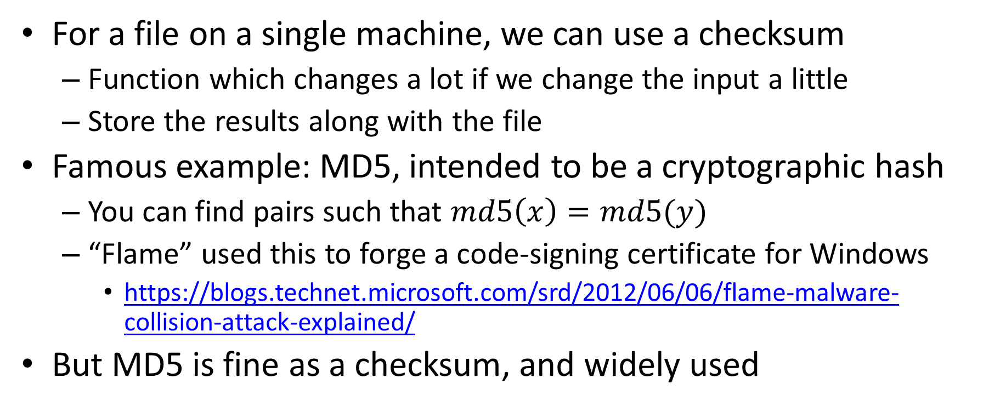 • For a file on a single machine, we can use a checksum
– Function which changes a lot if we change the input a little
– Store the results along with the file
• Famous example: MD5, intended to be a cryptographic hash
– You can find pairs such that 𝑚𝑑5(𝑥) = 𝑚𝑑5(𝑦)
– “Flame” used this to forge a code-signing certificate for Windows
• https://blogs.technet.microsoft.com/srd/2012/06/06/flame-malware-
collision-attack-explained/
• But MD5 is fine as a checksum, and widely used